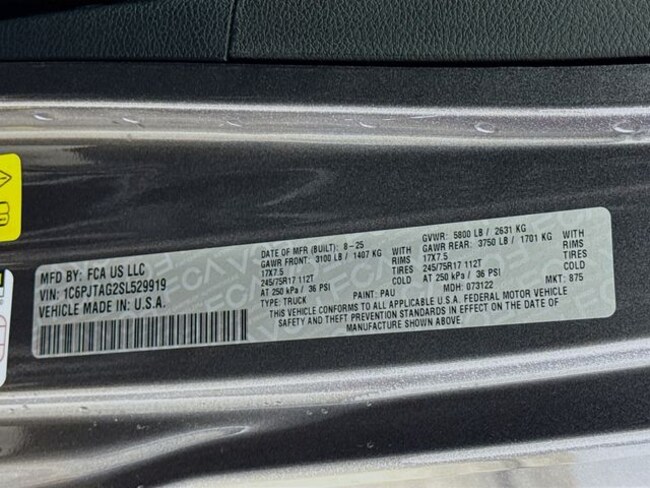 MFD BY: FCA US LLC
VIN: 1C6PJTAG2SL529919
VEHICLE MADE IN: U.S.A.
DATE OF MFR (BUILT): 8-25
GAWR FRONT: 3100 LB / 1407 KG WITH
17X7.5 RIMS
245/75R17 112T TIRES
AT 250 kPa / 36 PSI COLD
GVWR: 5800 LB / 2631 KG
GAWR REAR: 3750 LB / 1701 KG WITH
17X7.5 RIMS
245/75R17 112T TIRES
AT 250 kPa / 36 PSI COLD
TYPE: TRUCK PAINT: PAU MDH: 073122 MKT: 875
THIS VEHICLE CONFORMS TO ALL APPLICABLE U.S.A. FEDERAL MOTOR VEHICLE
SAFETY AND THEFT PREVENTION STANDARDS IN EFFECT ON THE DATE OF
MANUFACTURE SHOWN ABOVE.